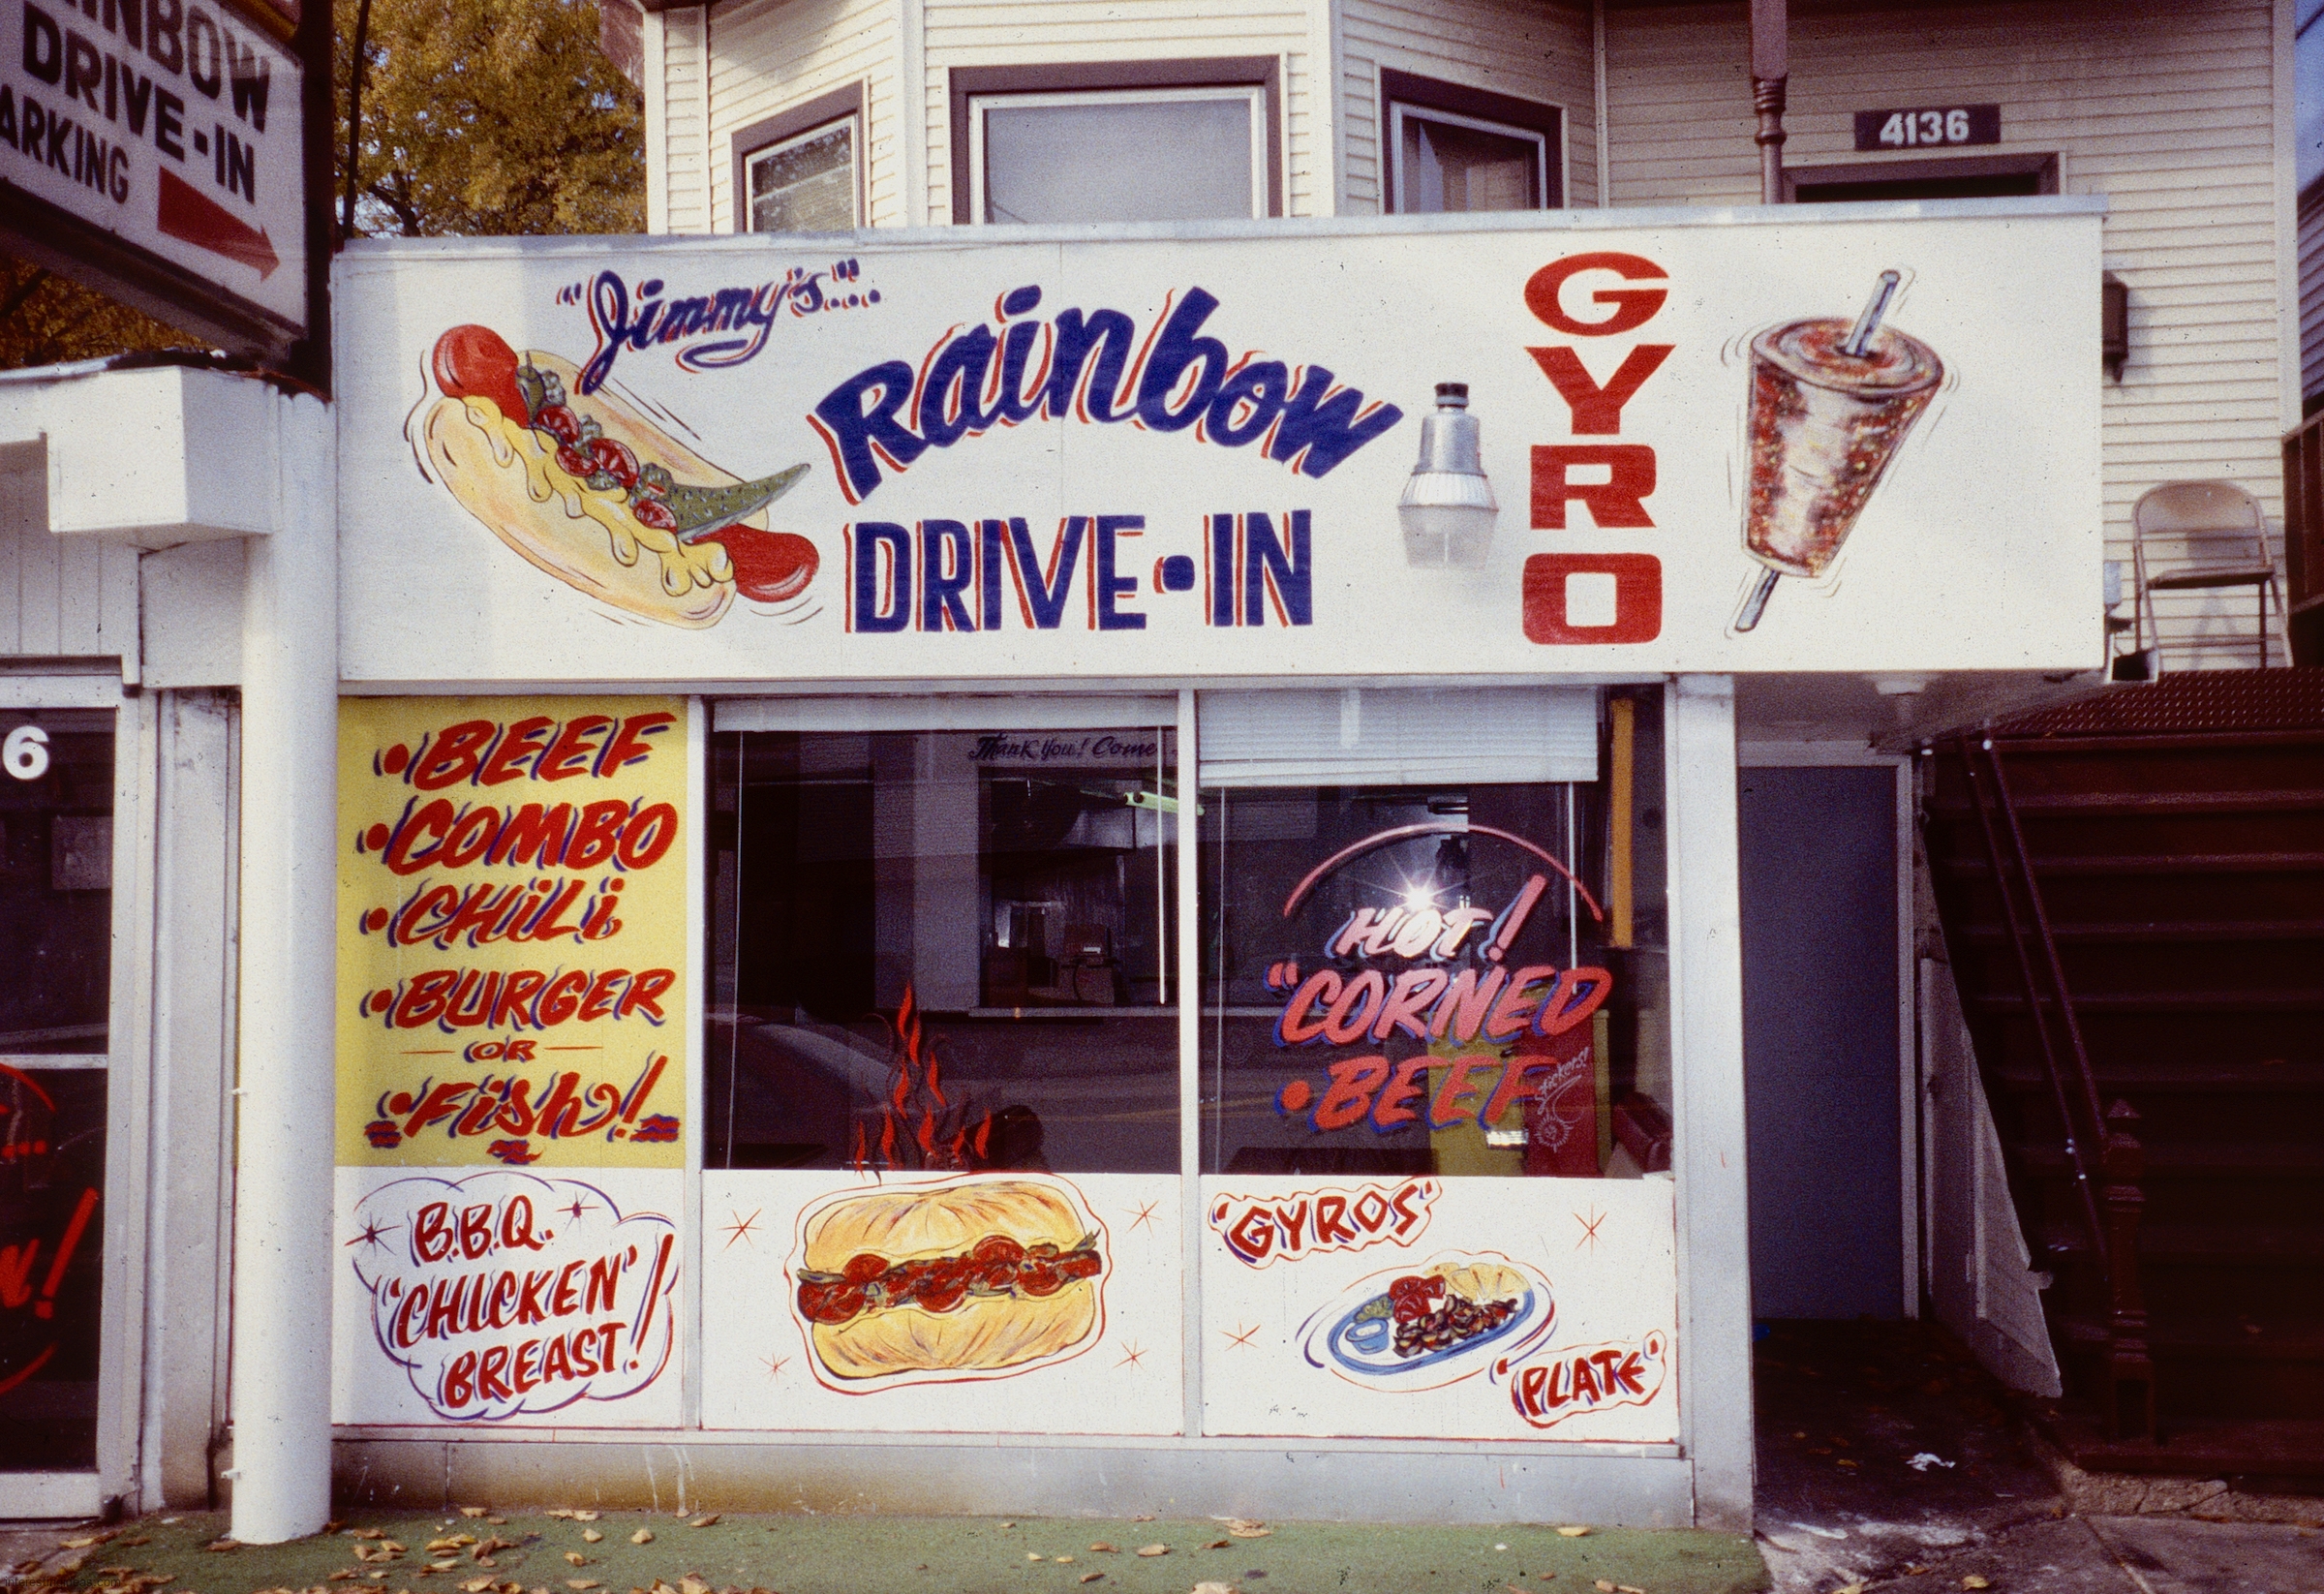 INBOW
DRIVE-IN
ARKING
4136
"Jimmy's..."
Rainbow
DRIVE•IN
GYRO
6
•BEEF
•COMBO
•CHiLi
•BURGER
—OR—
•Fish!
Thank You! Come
HOT!
"CORNED
•BEEF
Stickers!
B.B.Q.
'CHICKEN'
BREAST!
'GYROS'
'PLATE'